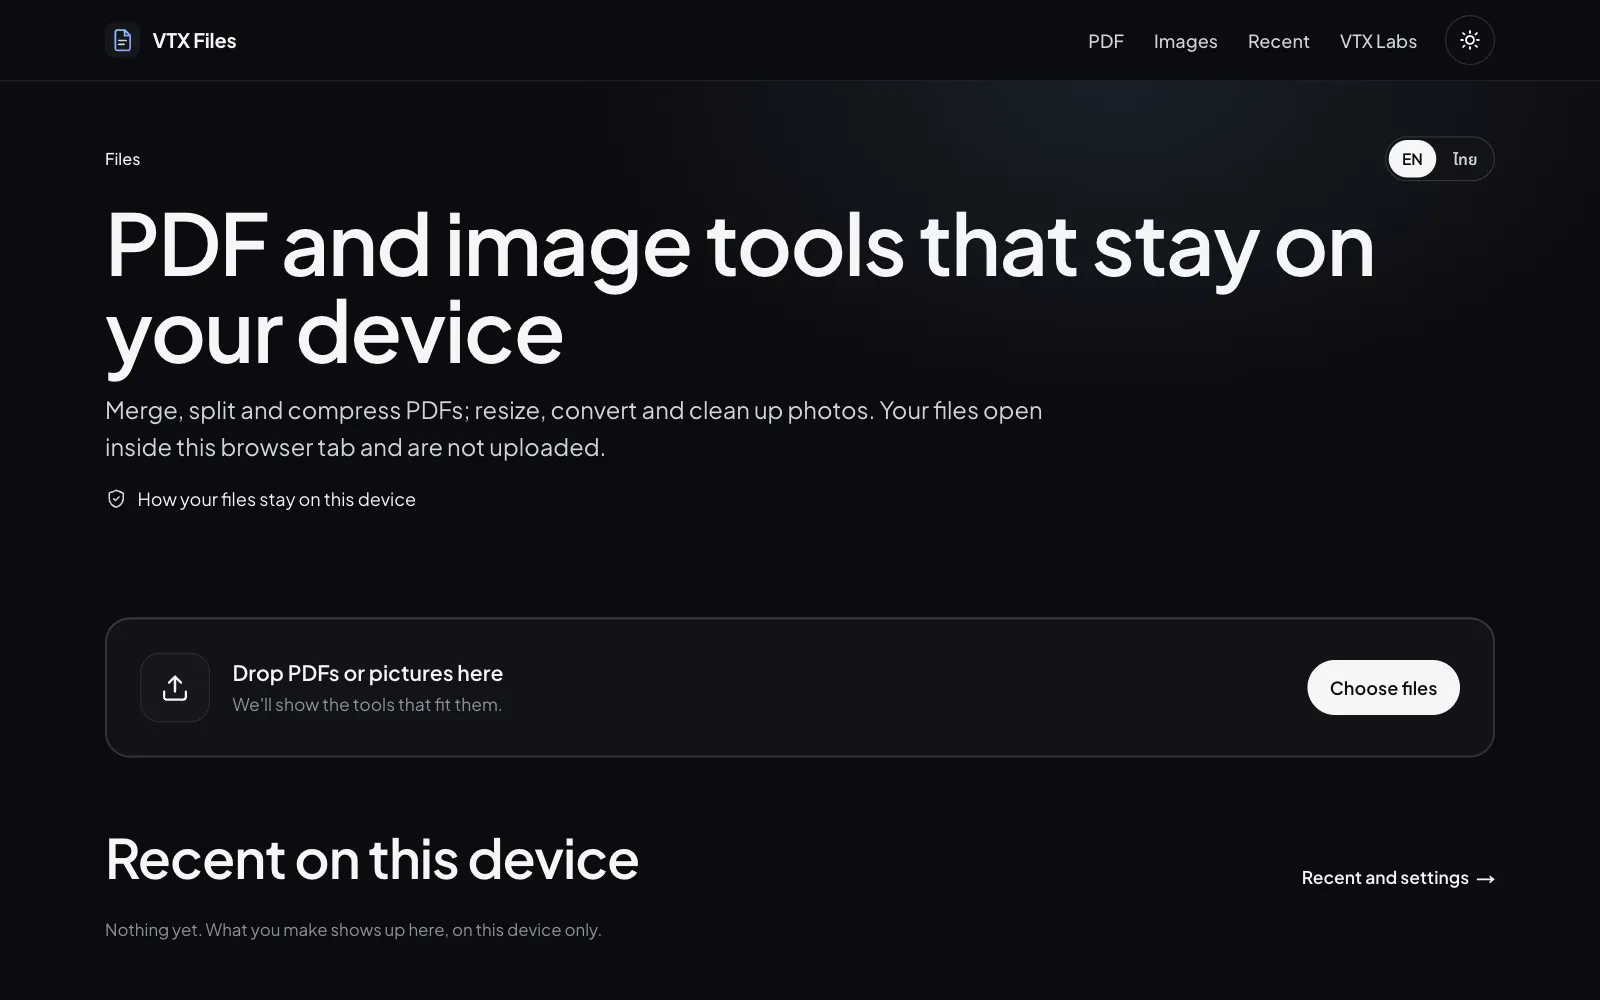 VTX Files
PDF
Images
Recent
VTX Labs
Files
EN
ไทย
PDF and image tools that stay on
your device
Merge, split and compress PDFs; resize, convert and clean up photos. Your files open
inside this browser tab and are not uploaded.
How your files stay on this device
Drop PDFs or pictures here
We'll show the tools that fit them.
Choose files
Recent on this device
Recent and settings →
Nothing yet. What you make shows up here, on this device only.